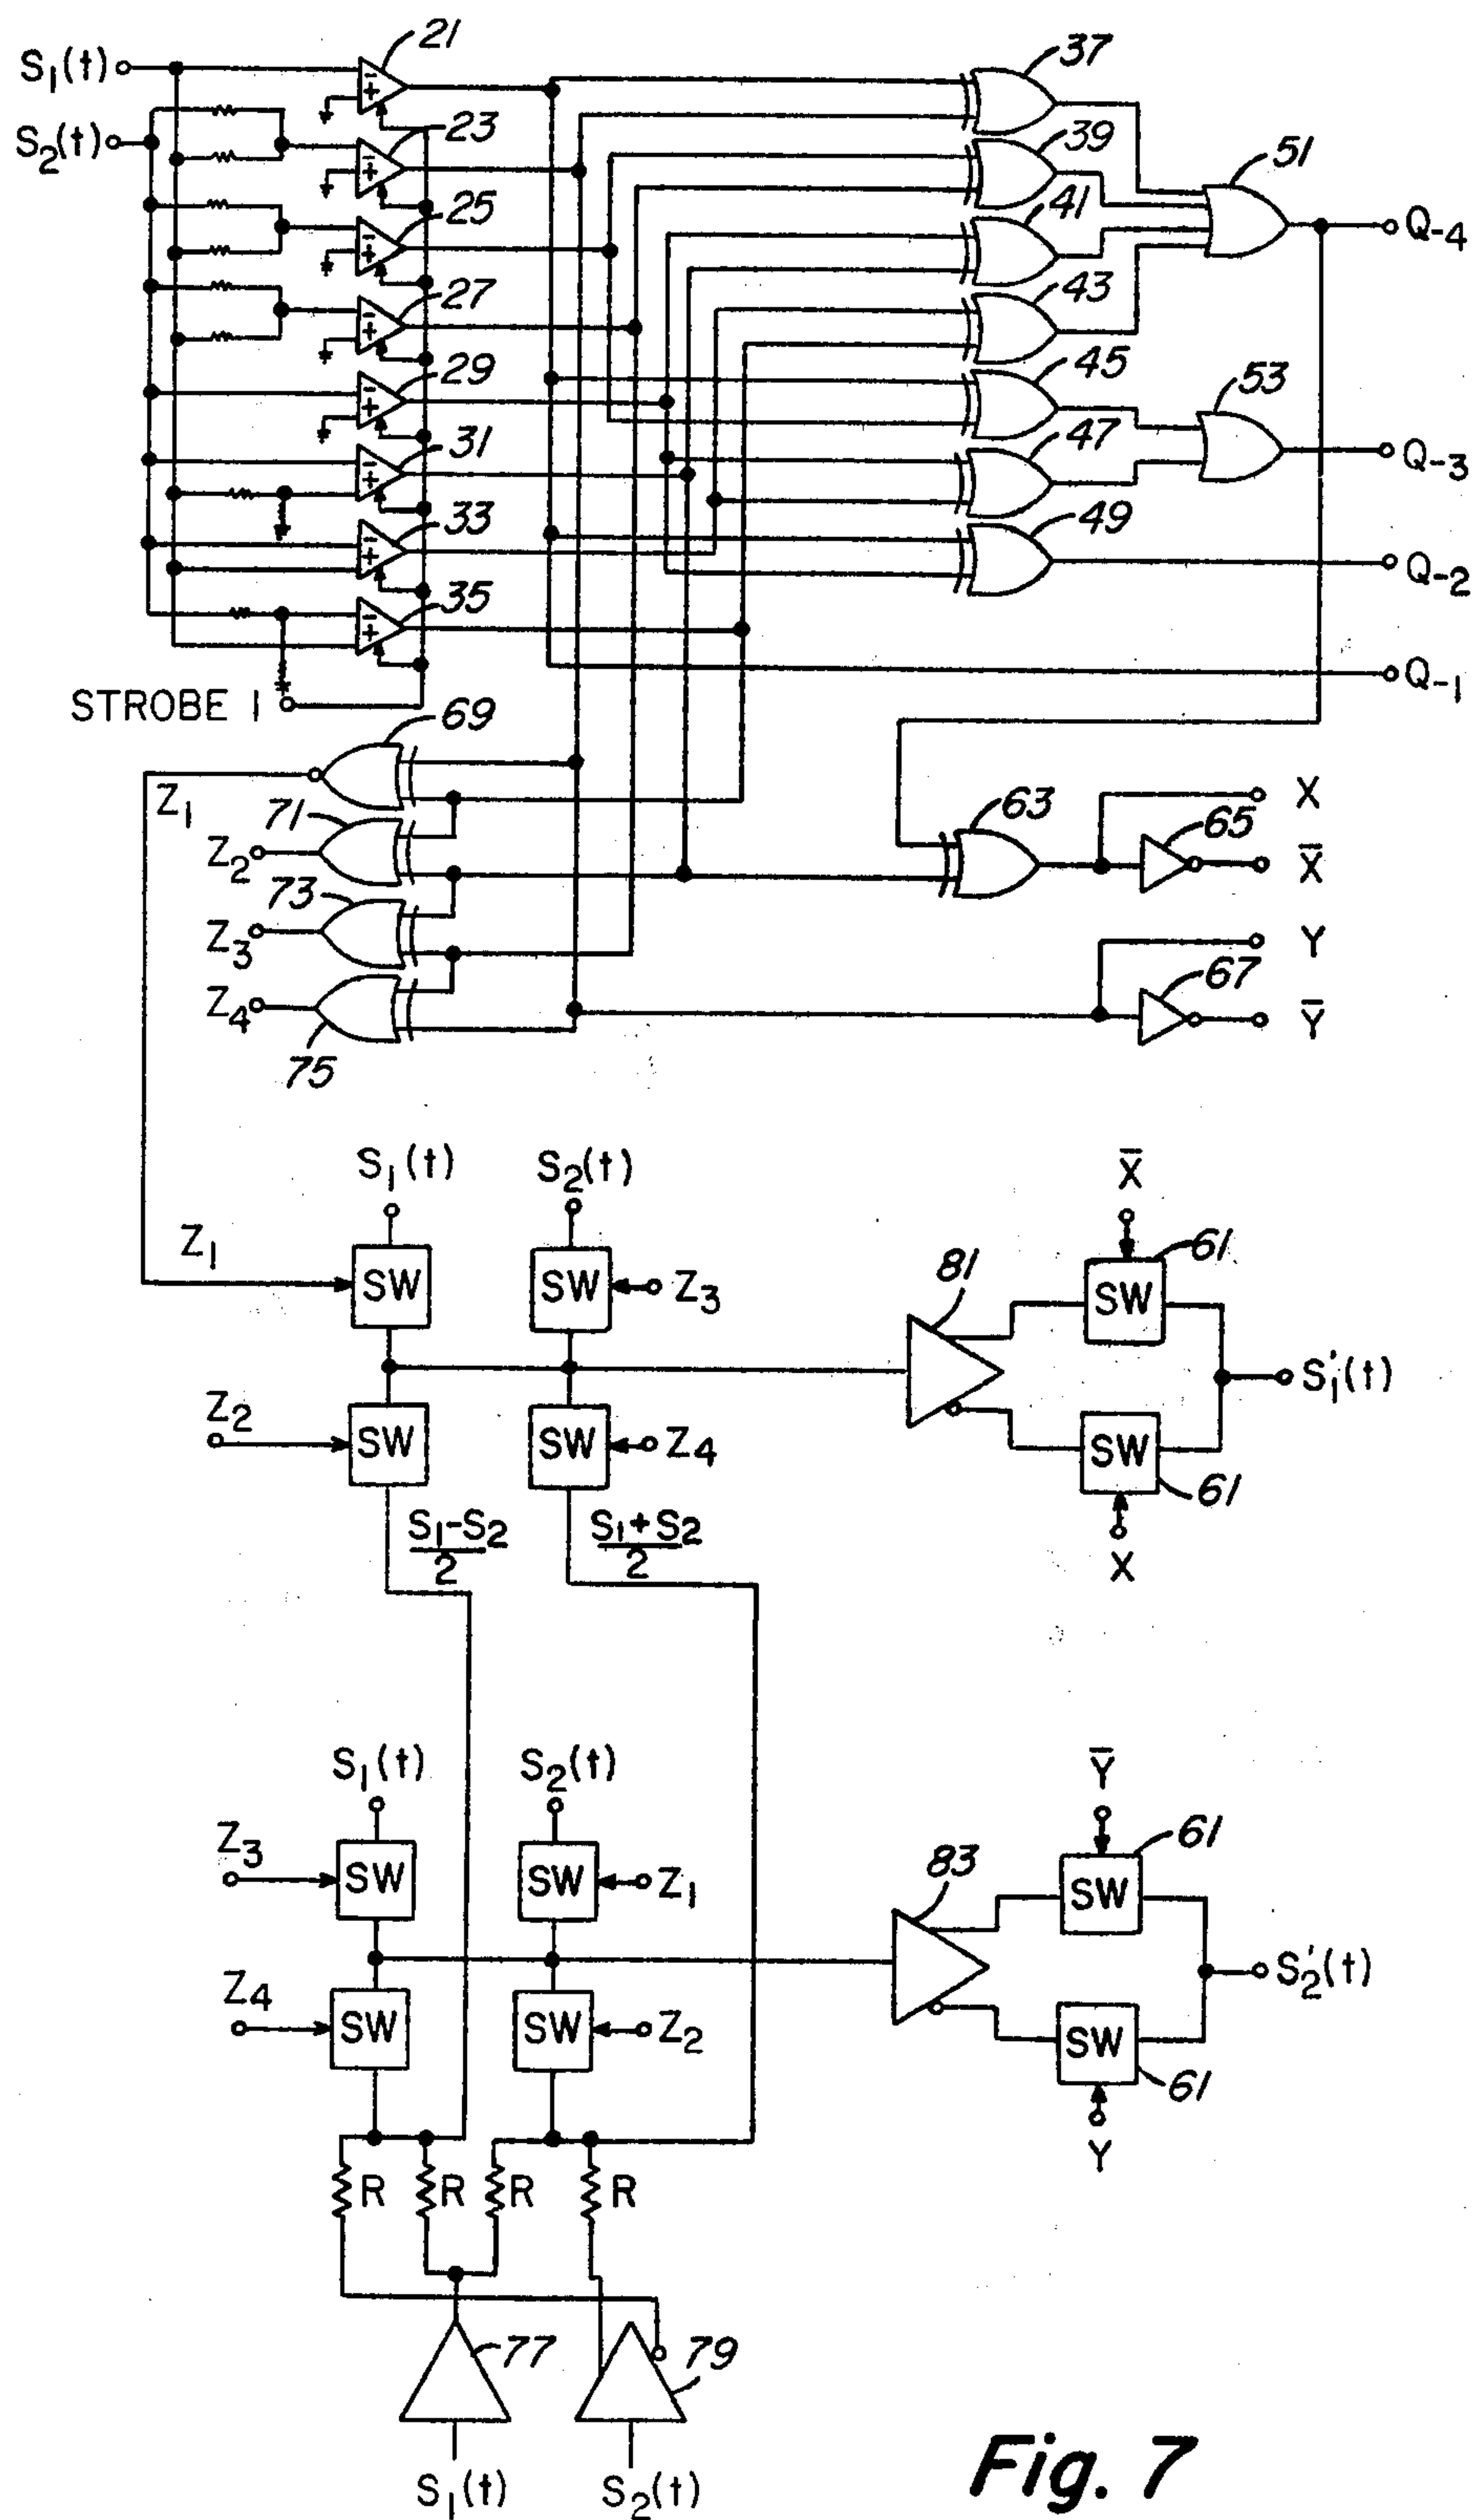 21
S₁(t)
37
23
S₂(t)
39
51
25
41
Q-4
27
43
29
45
53
31
47
Q-3
33
49
35
Q-2
Q-1
STROBE 1
69
Z₁
X
71
63
65
Z₂
X̅
73
Z₃
Y
67
Z₄
Y̅
75
S₁(t) S₂(t) X̅
Z₁
61
81
SW SW Z₃ SW
S₁'(t)
Z₂
SW SW Z₄ SW
61
S₁-S₂ S₁+S₂
2 2
X
S₁(t) S₂(t) Y̅
61
Z₃
83
SW SW Z₁ SW
S₂'(t)
Z₄
SW SW Z₂ SW
61
Y
R R R R
77 79
S₁(t) S₂(t)
Fig. 7
- + - + - + - + - + - + - + - +